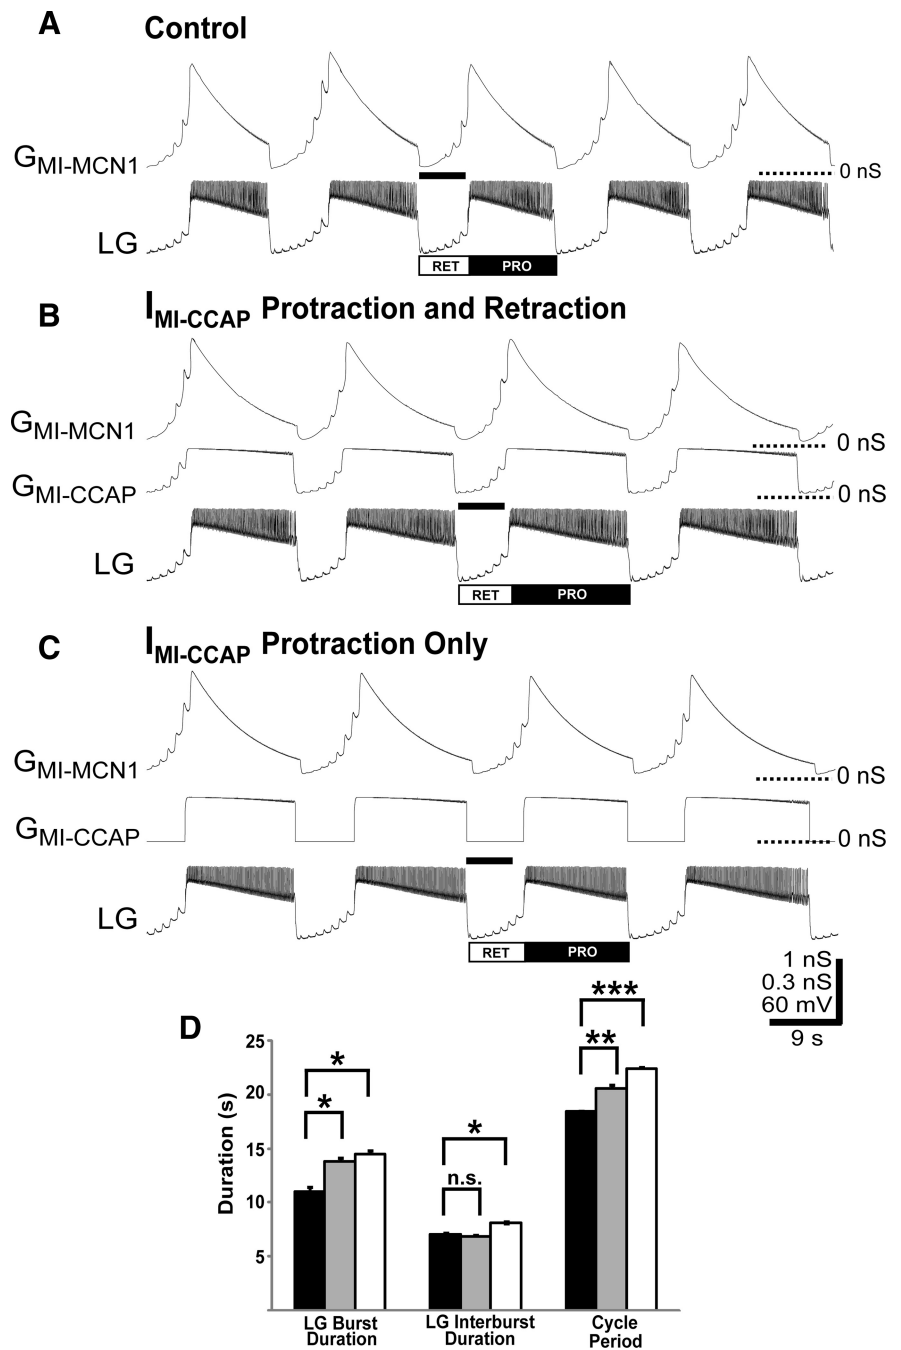 A Control
GMI-MCN1
0 nS
LG
RET PRO
B IMI-CCAP Protraction and Retraction
GMI-MCN1
0 nS
GMI-CCAP
0 nS
LG
RET PRO
C IMI-CCAP Protraction Only
GMI-MCN1
0 nS
GMI-CCAP
0 nS
LG
RET PRO
1 nS
0.3 nS
60 mV
9 s
D
Duration (s)
25
20
15
10
5
*
*
*
n.s.
***
**
LG Burst
Duration
LG Interburst
Duration
Cycle
Period